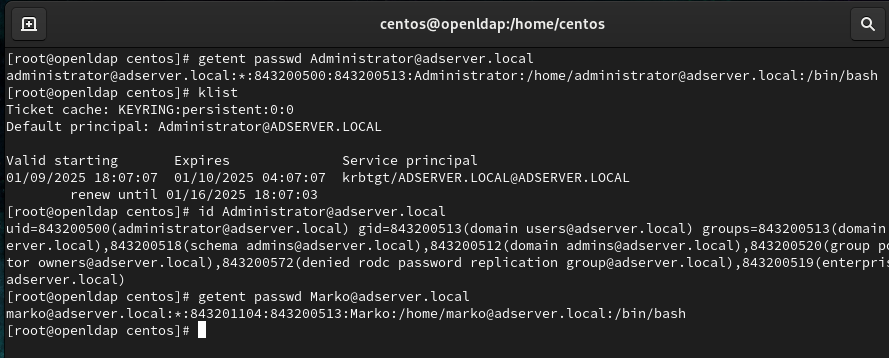 centos@openldap:/home/centos
[root@openldap centos]# getent passwd Administrator@adserver.local
administrator@adserver.local:*:843200500:843200513:Administrator:/home/administrator@adserver.local:/bin/bash
[root@openldap centos]# klist
Ticket cache: KEYRING:persistent:0:0
Default principal: Administrator@ADSERVER.LOCAL
Valid starting       Expires              Service principal
01/09/2025 18:07:07  01/10/2025 04:07:07  krbtgt/ADSERVER.LOCAL@ADSERVER.LOCAL
        renew until 01/16/2025 18:07:03
[root@openldap centos]# id Administrator@adserver.local
uid=843200500(administrator@adserver.local) gid=843200513(domain users@adserver.local) groups=843200513(domain
erver.local),843200518(schema admins@adserver.local),843200512(domain admins@adserver.local),843200520(group po
tor owners@adserver.local),843200572(denied rodc password replication group@adserver.local),843200519(enterpris
adserver.local)
[root@openldap centos]# getent passwd Marko@adserver.local
marko@adserver.local:*:843201104:843200513:Marko:/home/marko@adserver.local:/bin/bash
[root@openldap centos]#